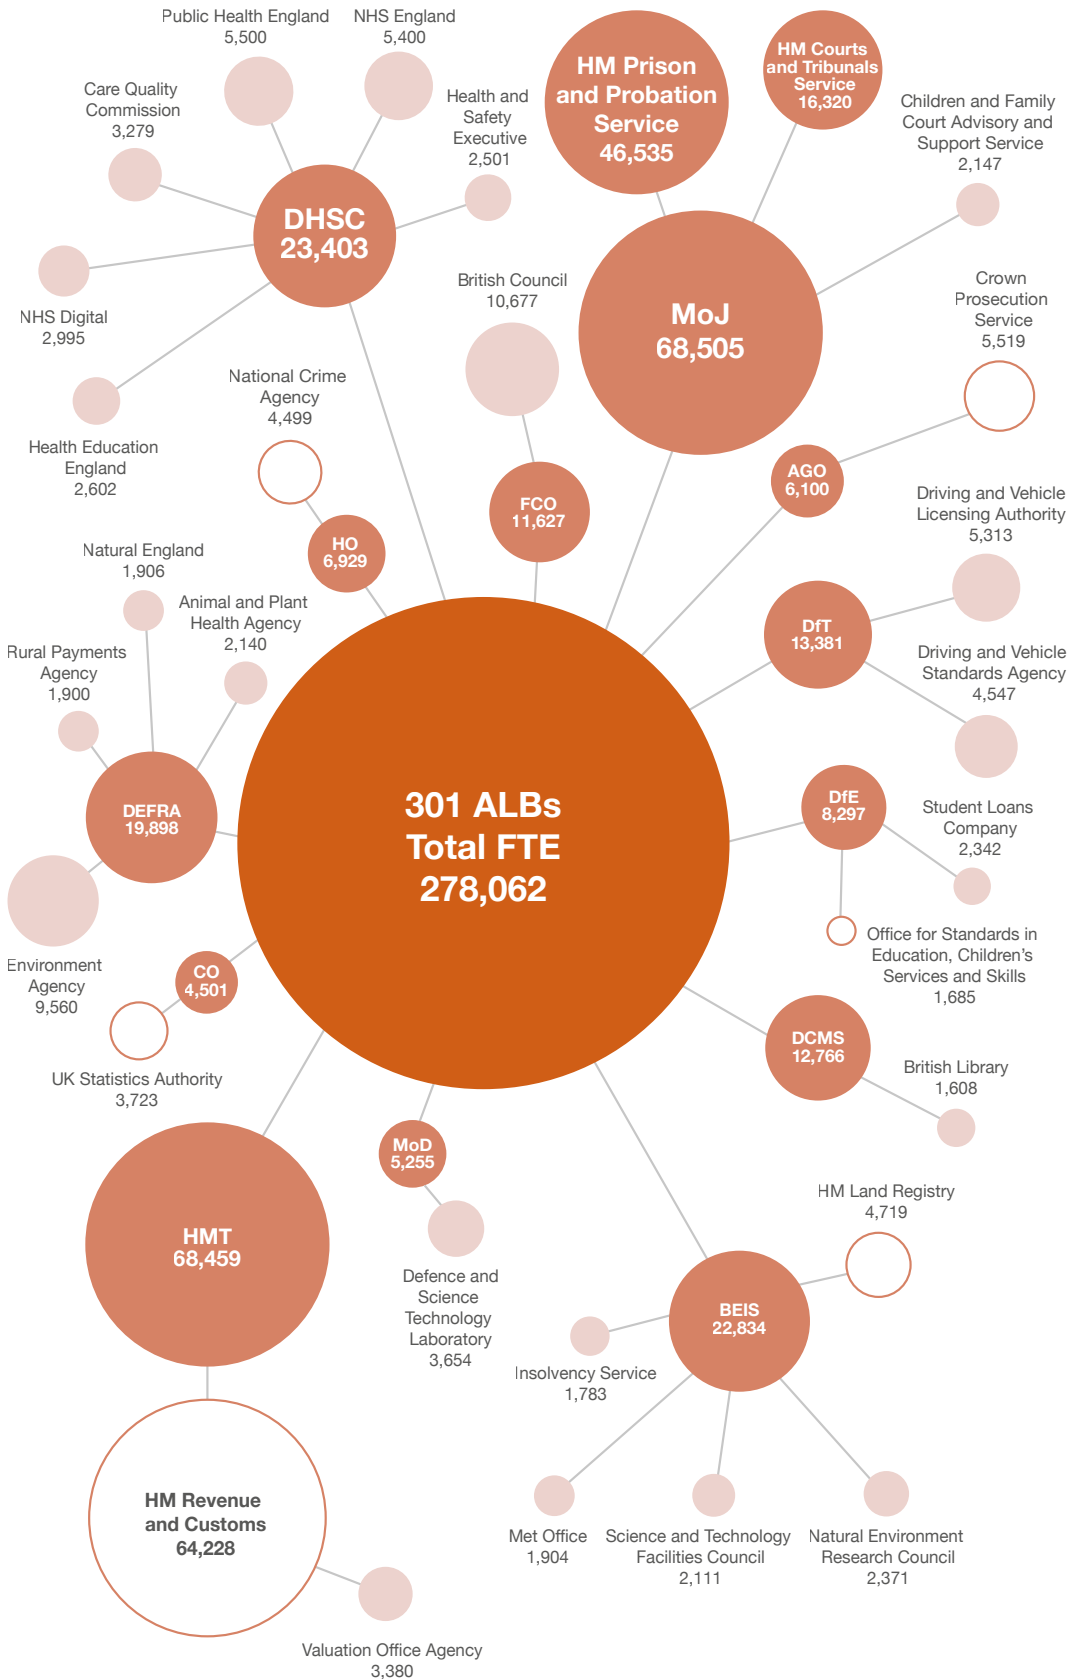 Public Health England
5,500
NHS England
5,400
Care Quality
Commission
3,279
Health and
Safety
Executive
2,501
DHSC
23,403
NHS Digital
2,995
Health Education
England
2,602
HM Prison
and Probation
Service
46,535
HM Courts
and Tribunals
Service
16,320
Children and Family
Court Advisory and
Support Service
2,147
MoJ
68,505
British Council
10,677
Crown
Prosecution
Service
5,519
National Crime
Agency
4,499
HO
6,929
FCO
11,627
AGO
6,100
Driving and Vehicle
Licensing Authority
5,313
Natural England
1,906
Animal and Plant
Health Agency
2,140
Rural Payments
Agency
1,900
DfT
13,381
Driving and Vehicle
Standards Agency
4,547
DEFRA
19,898
301 ALBs
Total FTE
278,062
DfE
8,297
Student Loans
Company
2,342
Office for Standards in
Education, Children’s
Services and Skills
1,685
Environment
Agency
9,560
CO
4,501
UK Statistics Authority
3,723
DCMS
12,766
British Library
1,608
MoD
5,255
HMT
68,459
Defence and
Science
Technology
Laboratory
3,654
HM Land Registry
4,719
BEIS
22,834
Insolvency Service
1,783
HM Revenue
and Customs
64,228
Met Office
1,904
Science and Technology
Facilities Council
2,111
Natural Environment
Research Council
2,371
Valuation Office Agency
3,380